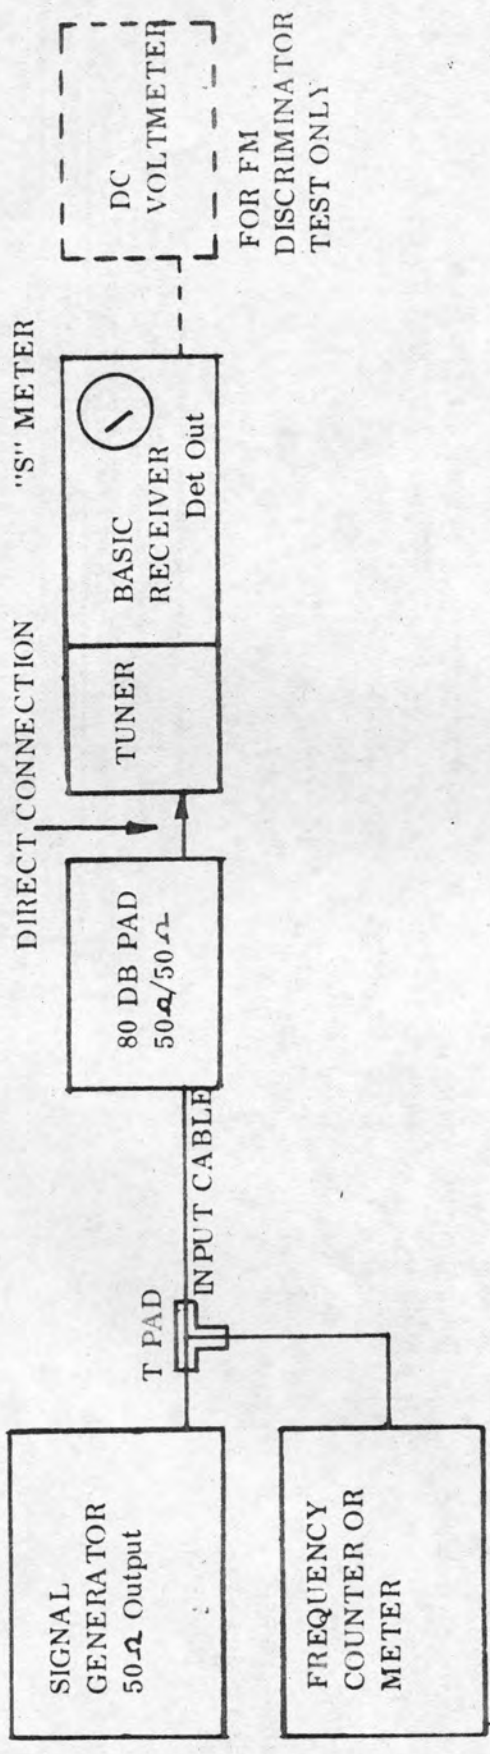 SIGNAL
GENERATOR
50Ω Output
FREQUENCY
COUNTER OR
METER
T PAD
INPUT CABLE
80 DB PAD
50Ω/50Ω
DIRECT CONNECTION
TUNER
BASIC
RECEIVER
Det Out
"S" METER
DC
VOLTMETER
FOR FM
DISCRIMINATOR
TEST ONLY